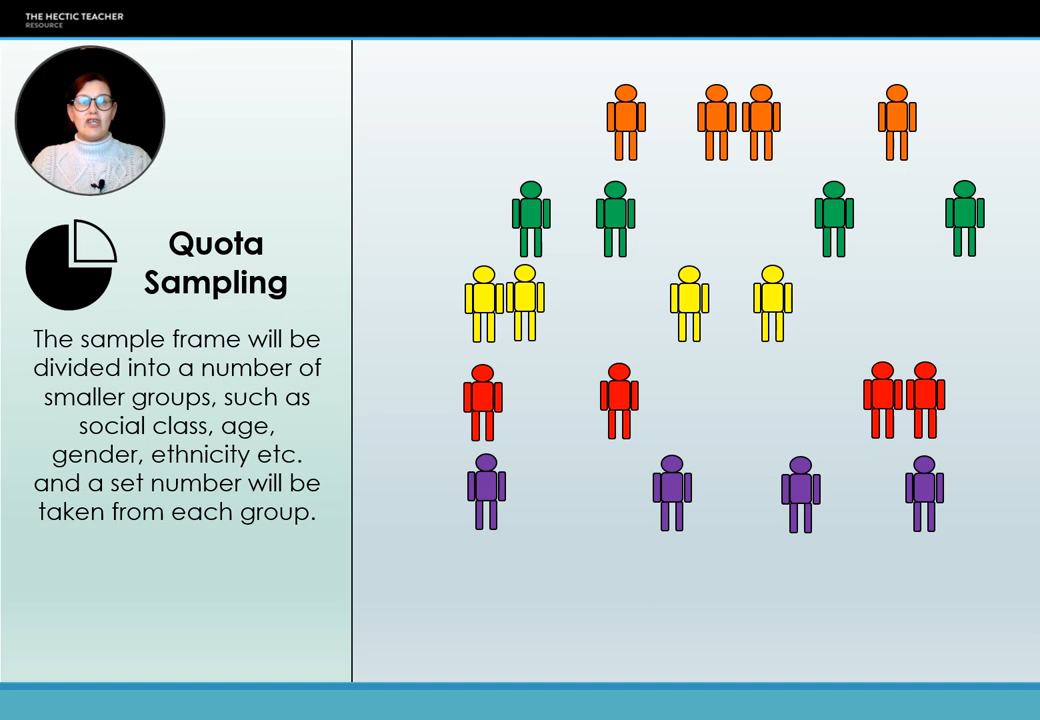 THE HECTIC TEACHER
RESOURCE
Quota
Sampling
The sample frame will be
divided into a number of
smaller groups, such as
social class, age,
gender, ethnicity etc.
and a set number will be
taken from each group.